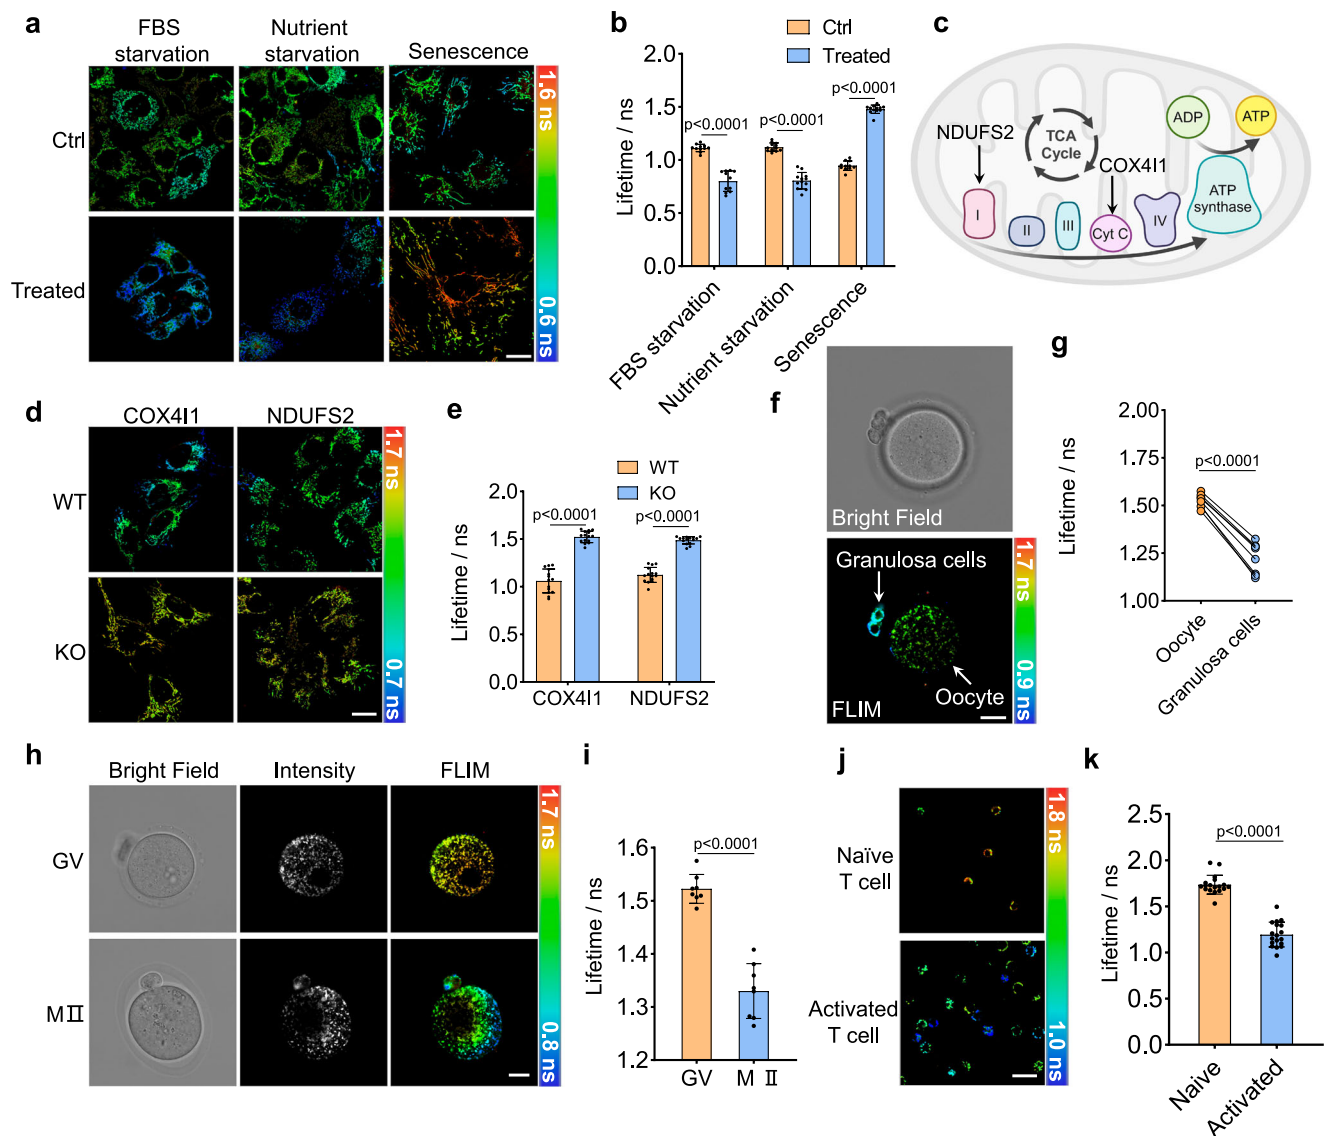 a
FBS
starvation
Nutrient
starvation
Senescence
Ctrl
Treated
1.6 ns
0.6 ns
b
Ctrl
Treated
Lifetime / ns
2.0
1.5
1.0
0.5
0.0
p<0.0001
p<0.0001
p<0.0001
FBS starvation
Nutrient starvation
Senescence
c
NDUFS2
TCA
Cycle
COX4I1
ADP
ATP
ATP
synthase
I
II
III
Cyt C
IV
d
COX4I1
NDUFS2
WT
KO
1.7 ns
0.7 ns
e
WT
KO
Lifetime / ns
2.0
1.5
1.0
0.5
0.0
p<0.0001
p<0.0001
COX4I1
NDUFS2
f
Bright Field
Granulosa cells
Oocyte
FLIM
1.7 ns
0.9 ns
g
Lifetime / ns
2.00
1.75
1.50
1.25
1.00
p<0.0001
Oocyte
Granulosa cells
h
Bright Field
Intensity
FLIM
GV
MⅡ
1.7 ns
0.8 ns
i
Lifetime / ns
1.6
1.5
1.4
1.3
1.2
p<0.0001
GV
M Ⅱ
j
Naïve
T cell
Activated
T cell
1.8 ns
1.0 ns
k
Lifetime / ns
2.5
2.0
1.5
1.0
0.5
0.0
p<0.0001
Naive
Activated